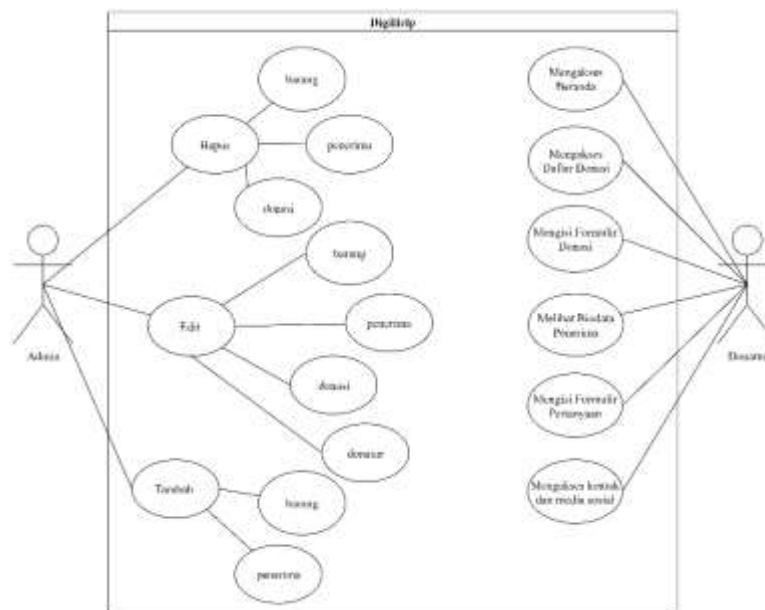 DigiHelp
barang
Hapus
penerima
donasi
barang
Edit
penerima
donasi
donatur
Tambah
barang
penerima
Admin
Mengakses
Beranda
Mengakses
Daftar Donasi
Mengisi Formulir
Donasi
Melihat Biodata
Penerima
Mengisi Formulir
Pertanyaan
Mengakses kontak
dan media sosial
Donatur